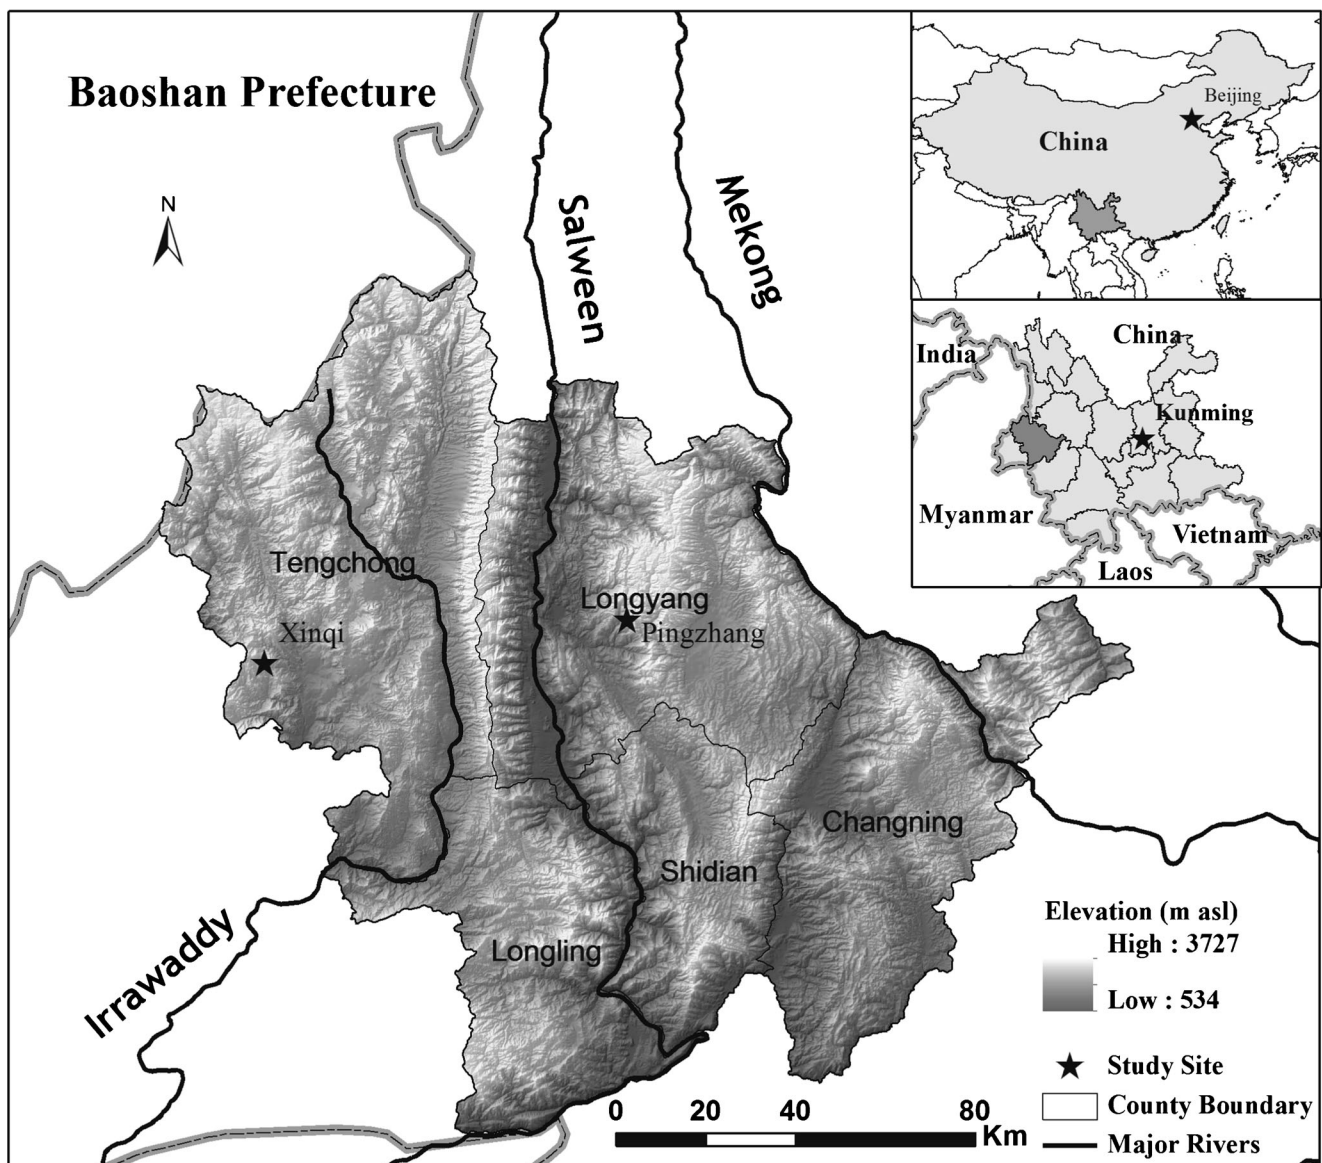 Baoshan Prefecture
N
Salween
Mekong
Beijing
China
China
India
Kunming
Myanmar
Vietnam
Laos
Tengchong
Xinqi
Longyang
Pingzhang
Changning
Shidian
Longling
Irrawaddy
Elevation (m asl)
High : 3727
Low : 534
Study Site
County Boundary
Major Rivers
0 20 40 80
Km